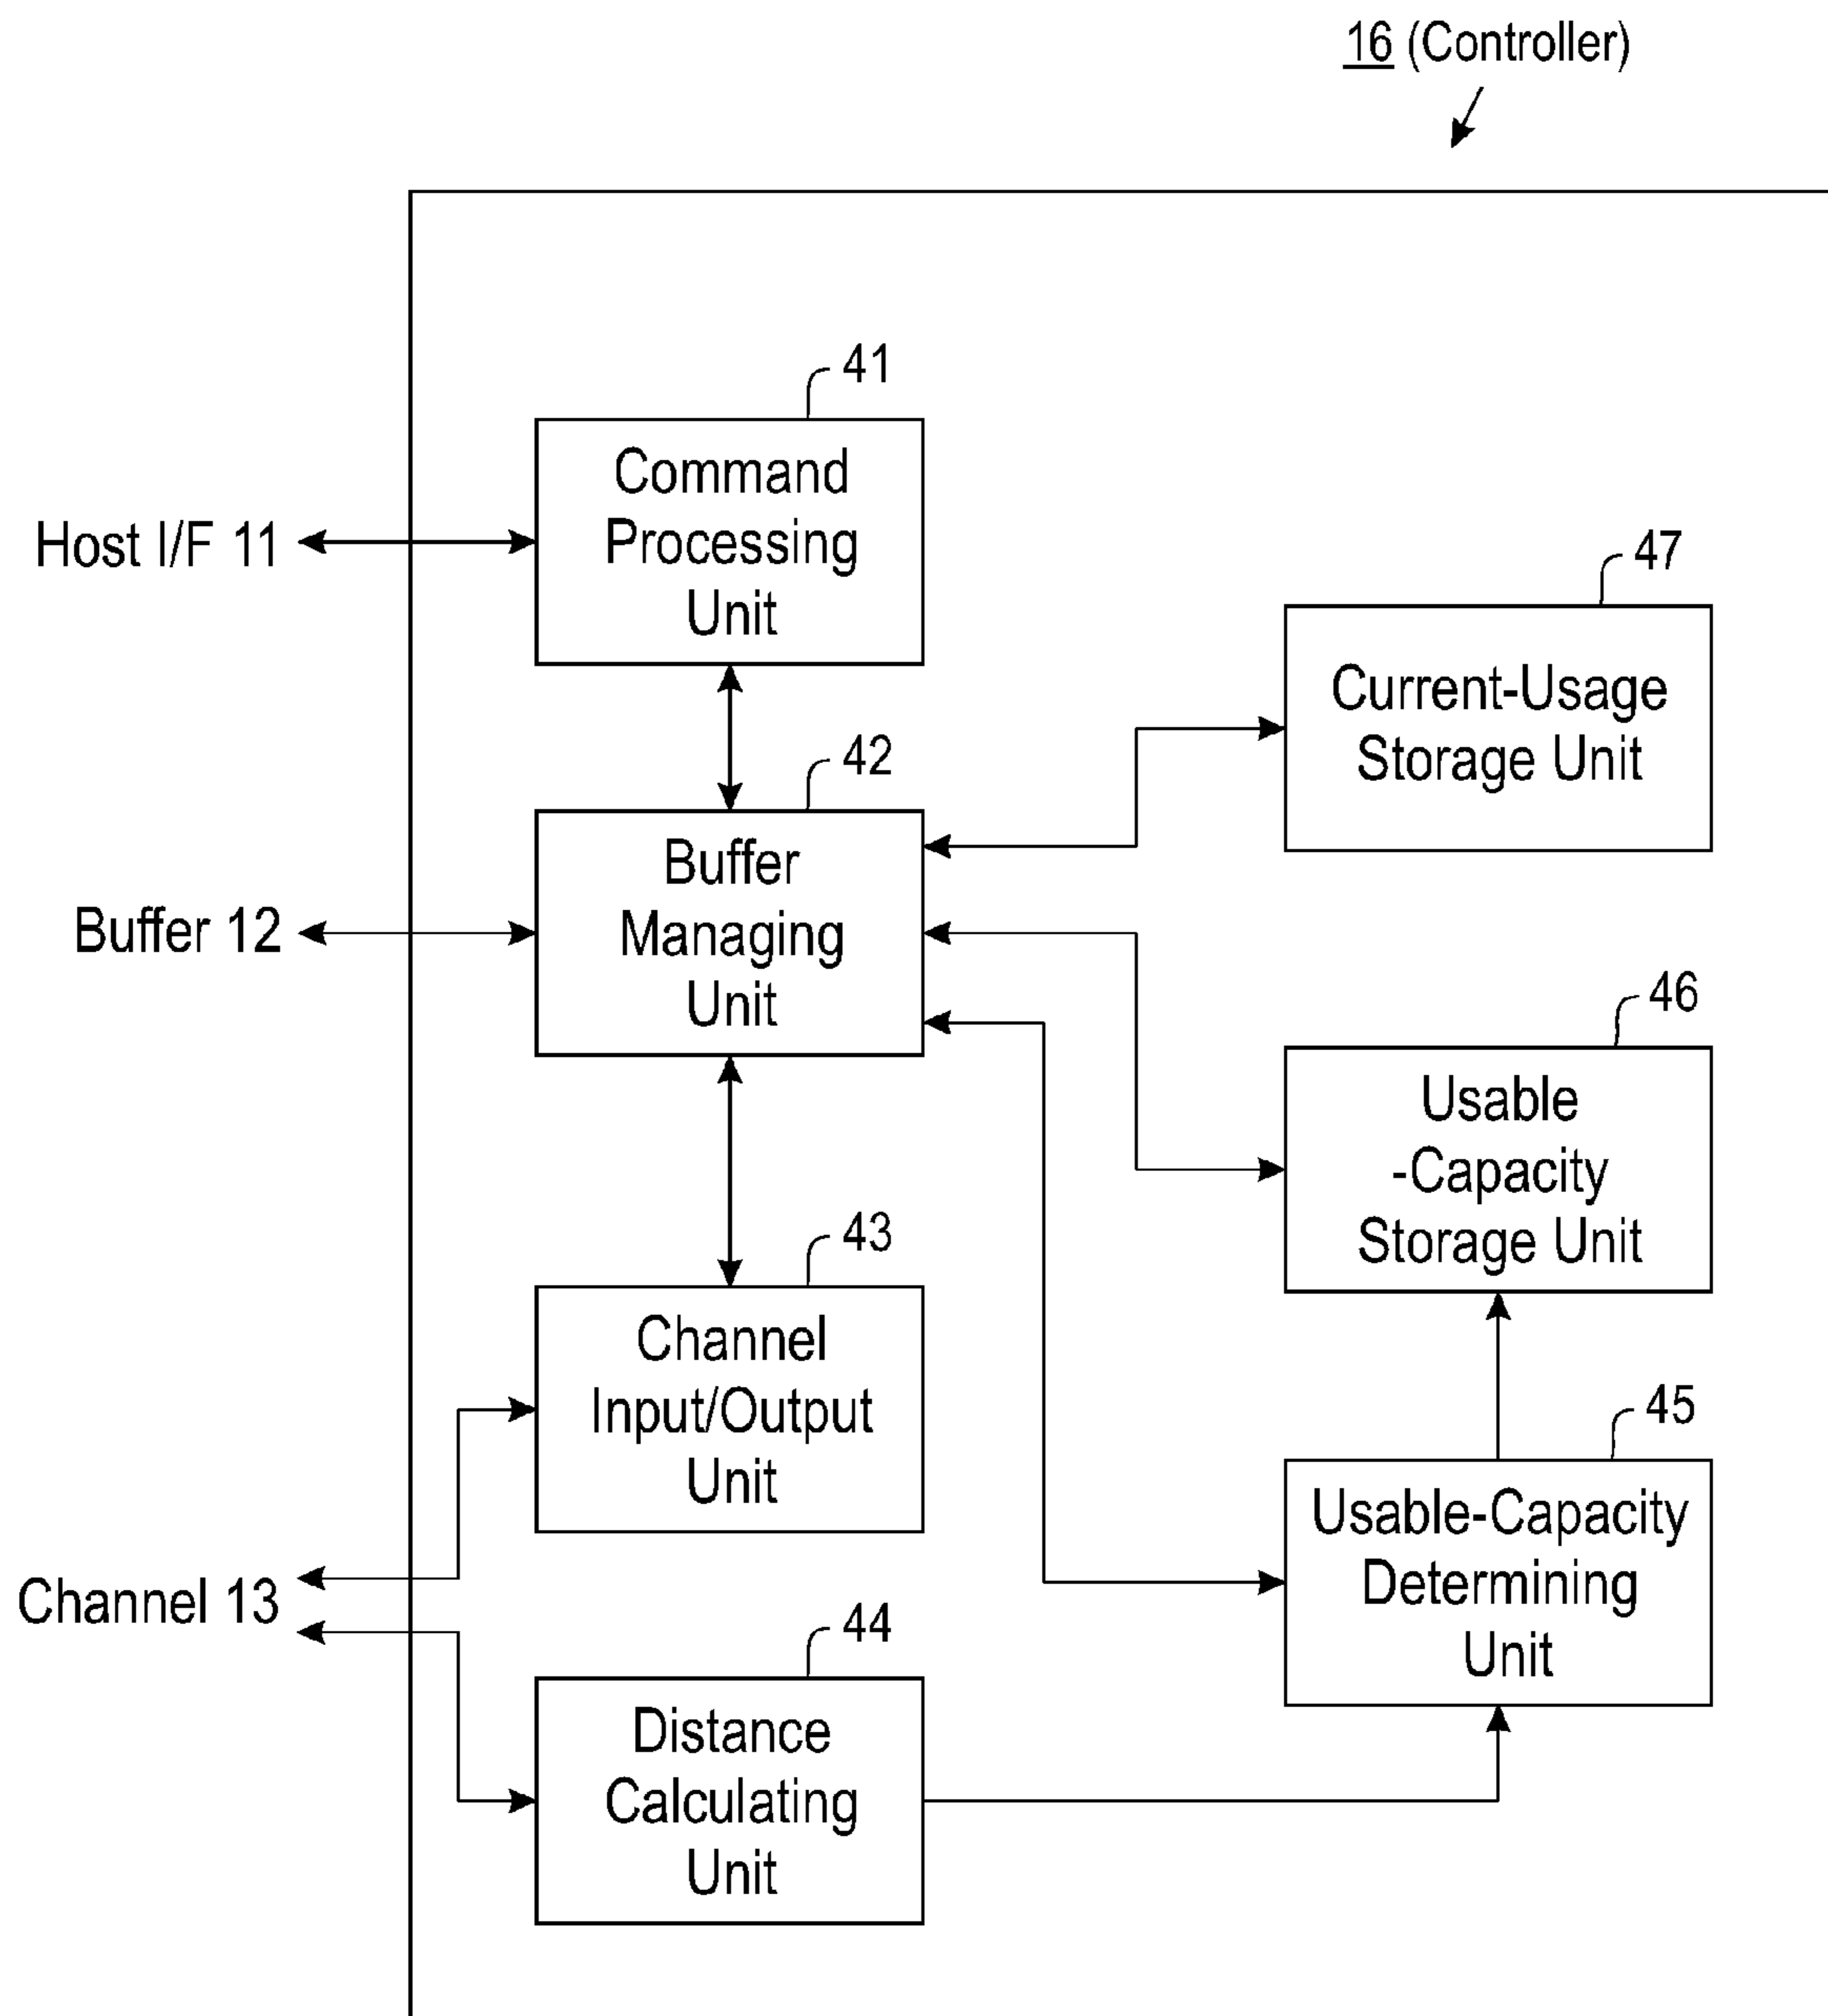 16 (Controller)
41
Command
Processing
Unit
Host I/F 11
47
Current-Usage
Storage Unit
42
Buffer
Managing
Unit
Buffer 12
46
Usable
-Capacity
Storage Unit
43
Channel
Input/Output
Unit
45
Usable-Capacity
Determining
Unit
Channel 13
44
Distance
Calculating
Unit